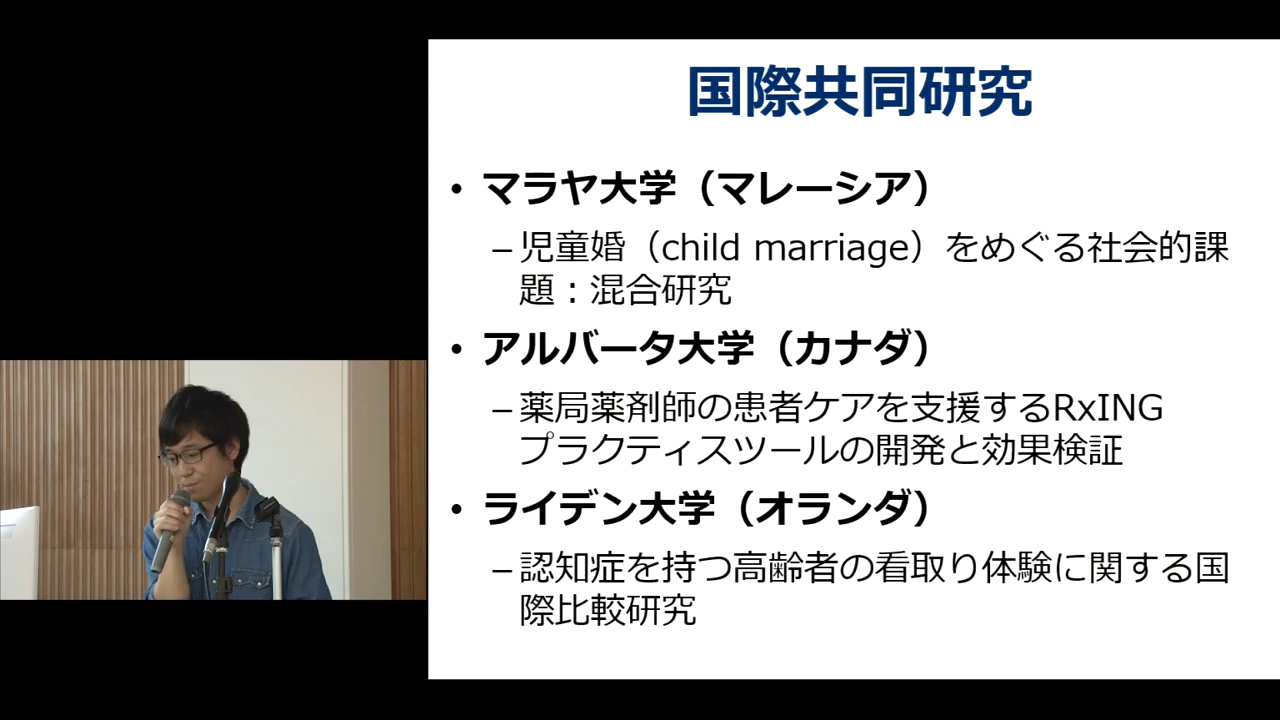 国際共同研究
• マラヤ大学（マレーシア）
– 児童婚（child marriage）をめぐる社会的課
題：混合研究
• アルバータ大学（カナダ）
– 薬局薬剤師の患者ケアを支援するRxING
プラクティスツールの開発と効果検証
• ライデン大学（オランダ）
– 認知症を持つ高齢者の看取り体験に関する国
際比較研究